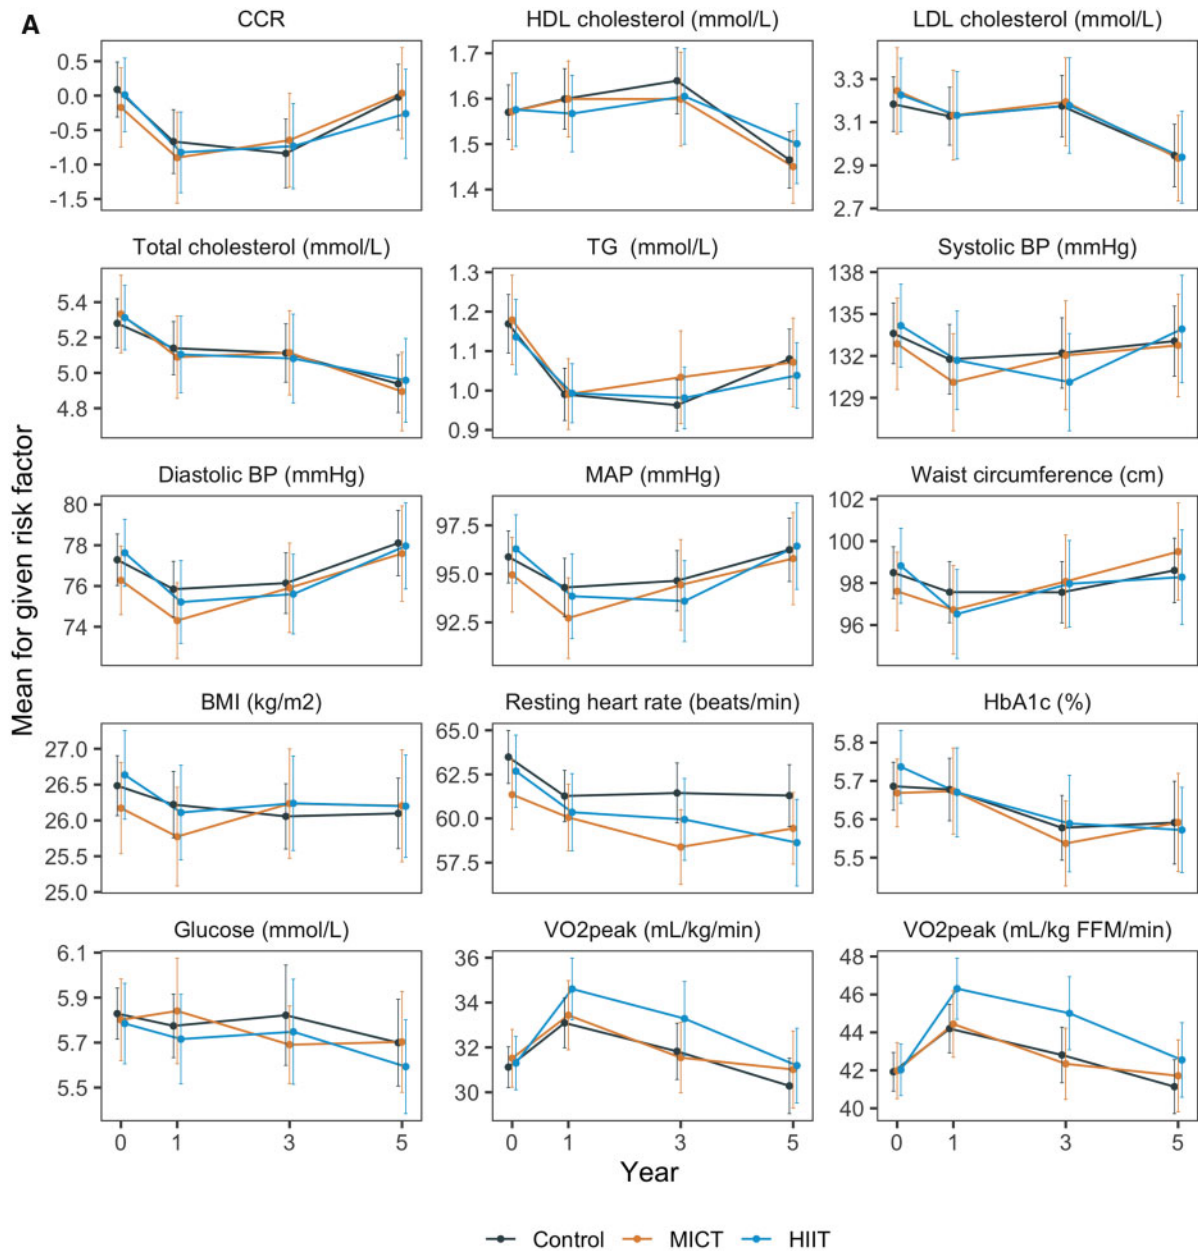 A
CCR
HDL cholesterol (mmol/L)
LDL cholesterol (mmol/L)
0.5
0.0
-0.5
-1.0
-1.5
1.7
1.6
1.5
1.4
3.3
3.1
2.9
2.7
Total cholesterol (mmol/L)
TG (mmol/L)
Systolic BP (mmHg)
5.4
5.2
5.0
4.8
1.3
1.2
1.1
1.0
0.9
138
135
132
129
Mean for given risk factor
Diastolic BP (mmHg)
MAP (mmHg)
Waist circumference (cm)
80
78
76
74
97.5
95.0
92.5
102
100
98
96
BMI (kg/m2)
Resting heart rate (beats/min)
HbA1c (%)
27.0
26.5
26.0
25.5
25.0
65.0
62.5
60.0
57.5
5.8
5.7
5.6
5.5
Glucose (mmol/L)
VO2peak (mL/kg/min)
VO2peak (mL/kg FFM/min)
6.1
5.9
5.7
5.5
36
34
32
30
48
46
44
42
40
0 1 3 5
0 1 3 5
0 1 3 5
Year
Control MICT HIIT